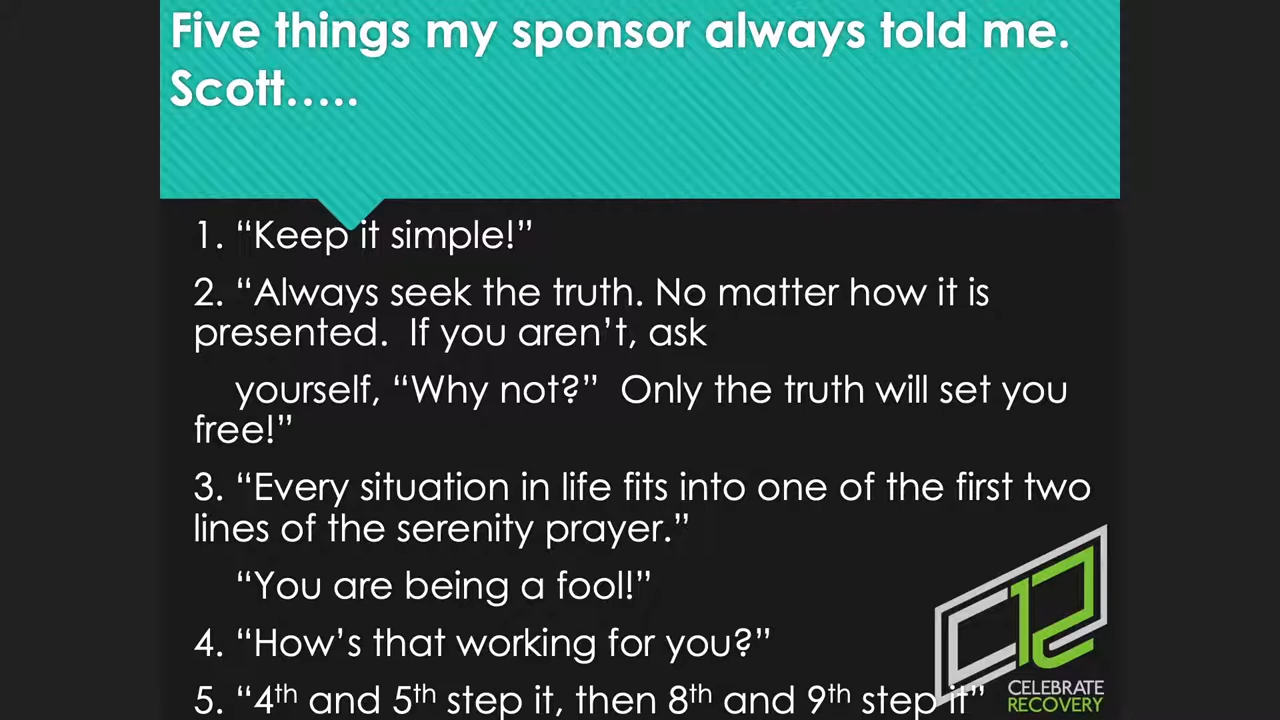 Five things my sponsor always told me.
Scott…..
1. “Keep it simple!”
2. “Always seek the truth. No matter how it is
presented.  If you aren’t, ask
yourself, “Why not?”  Only the truth will set you
free!”
3. “Every situation in life fits into one of the first two
lines of the serenity prayer.”
“You are being a fool!”
4. “How’s that working for you?”
5. “4th and 5th step it, then 8th and 9th step it”
CELEBRATE
RECOVERY